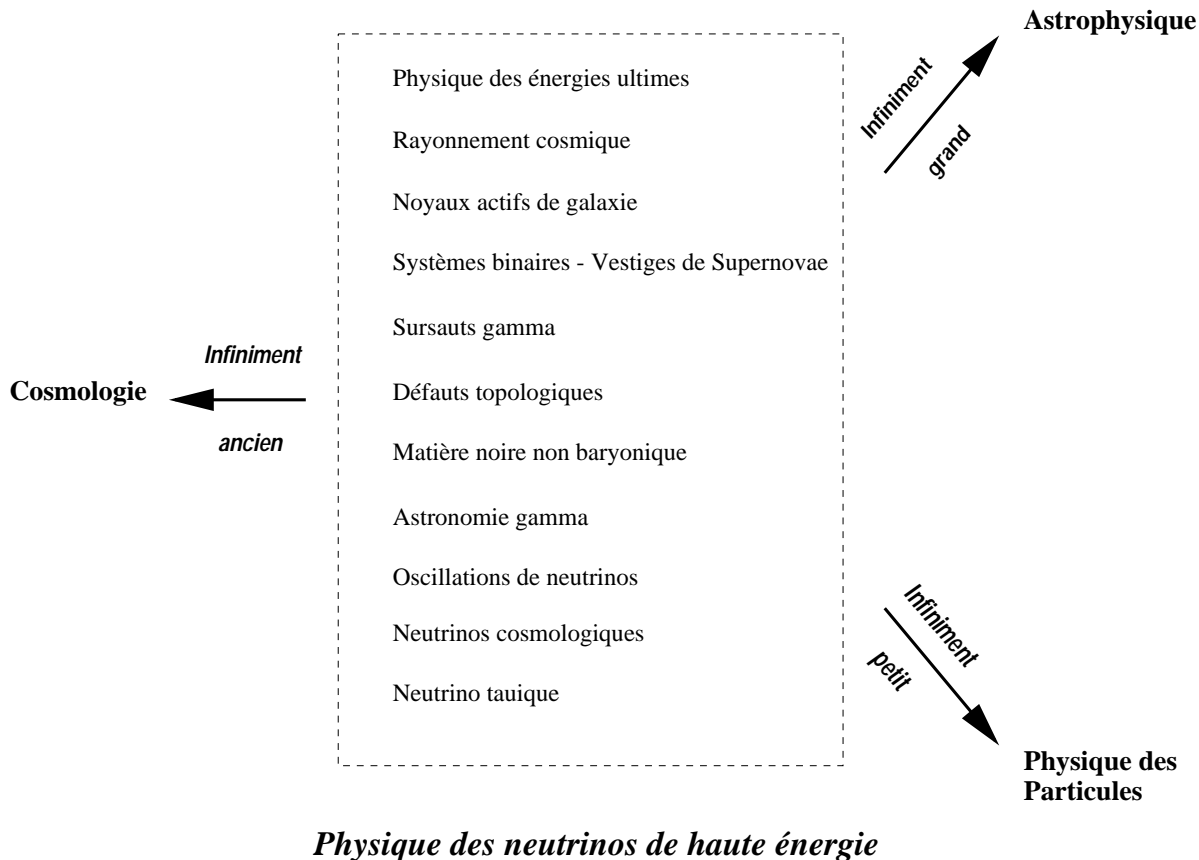 Astrophysique
Infiniment
grand
Physique des énergies ultimes
Rayonnement cosmique
Noyaux actifs de galaxie
Systèmes binaires - Vestiges de Supernovae
Sursauts gamma
Infiniment
Cosmologie
ancien
Défauts topologiques
Matière noire non baryonique
Astronomie gamma
Oscillations de neutrinos
Neutrinos cosmologiques
Neutrino tauique
Infiniment
petit
Physique des
Particules
Physique des neutrinos de haute énergie